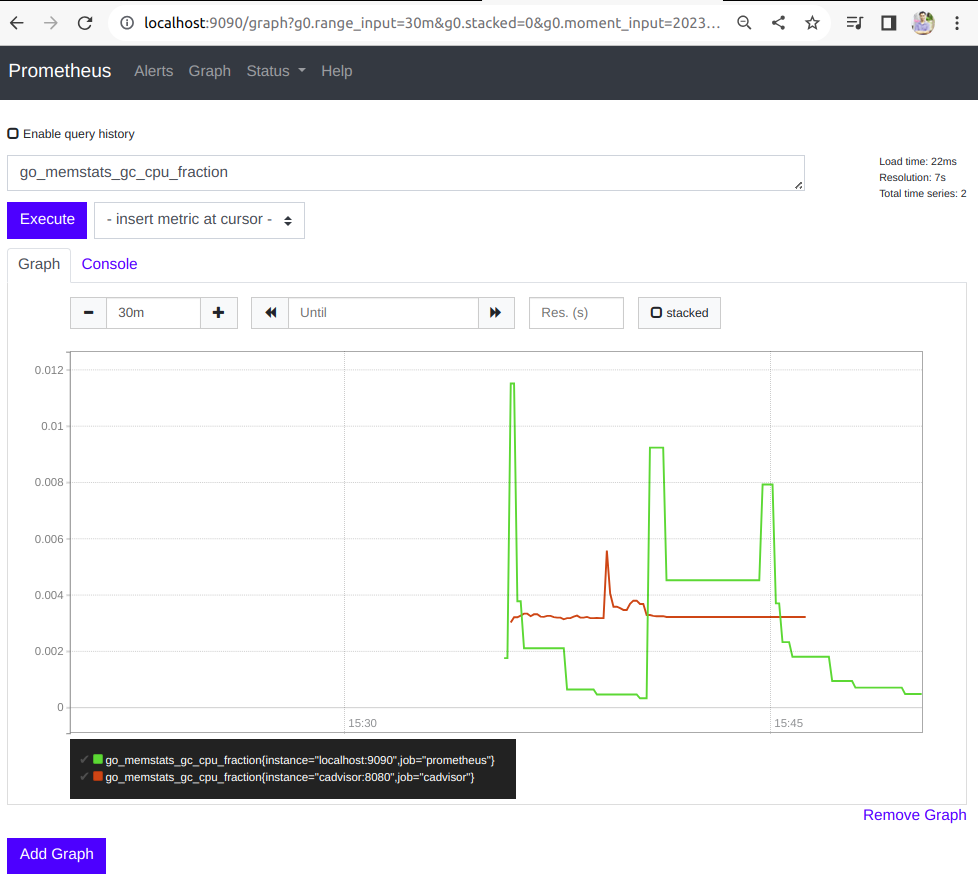 localhost:9090/graph?g0.range_input=30m&g0.stacked=0&g0.moment_input=2023...
Prometheus Alerts Graph Status Help
Enable query history
go_memstats_gc_cpu_fraction
Load time: 22ms
Resolution: 7s
Total time series: 2
Execute - insert metric at cursor -
Graph Console
30m Until Res. (s) stacked
0.012
0.01
0.008
0.006
0.004
0.002
0
15:30 15:45
go_memstats_gc_cpu_fraction{instance="localhost:9090",job="prometheus"}
go_memstats_gc_cpu_fraction{instance="cadvisor:8080",job="cadvisor"}
Remove Graph
Add Graph